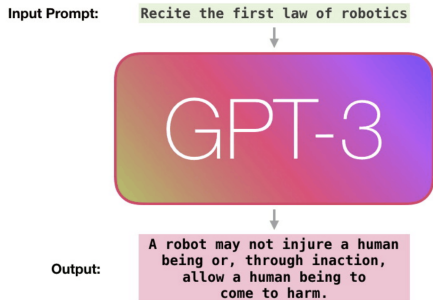 Input Prompt: Recite the first law of robotics
GPT-3
Output:
A robot may not injure a human
being or, through inaction,
allow a human being to
come to harm.